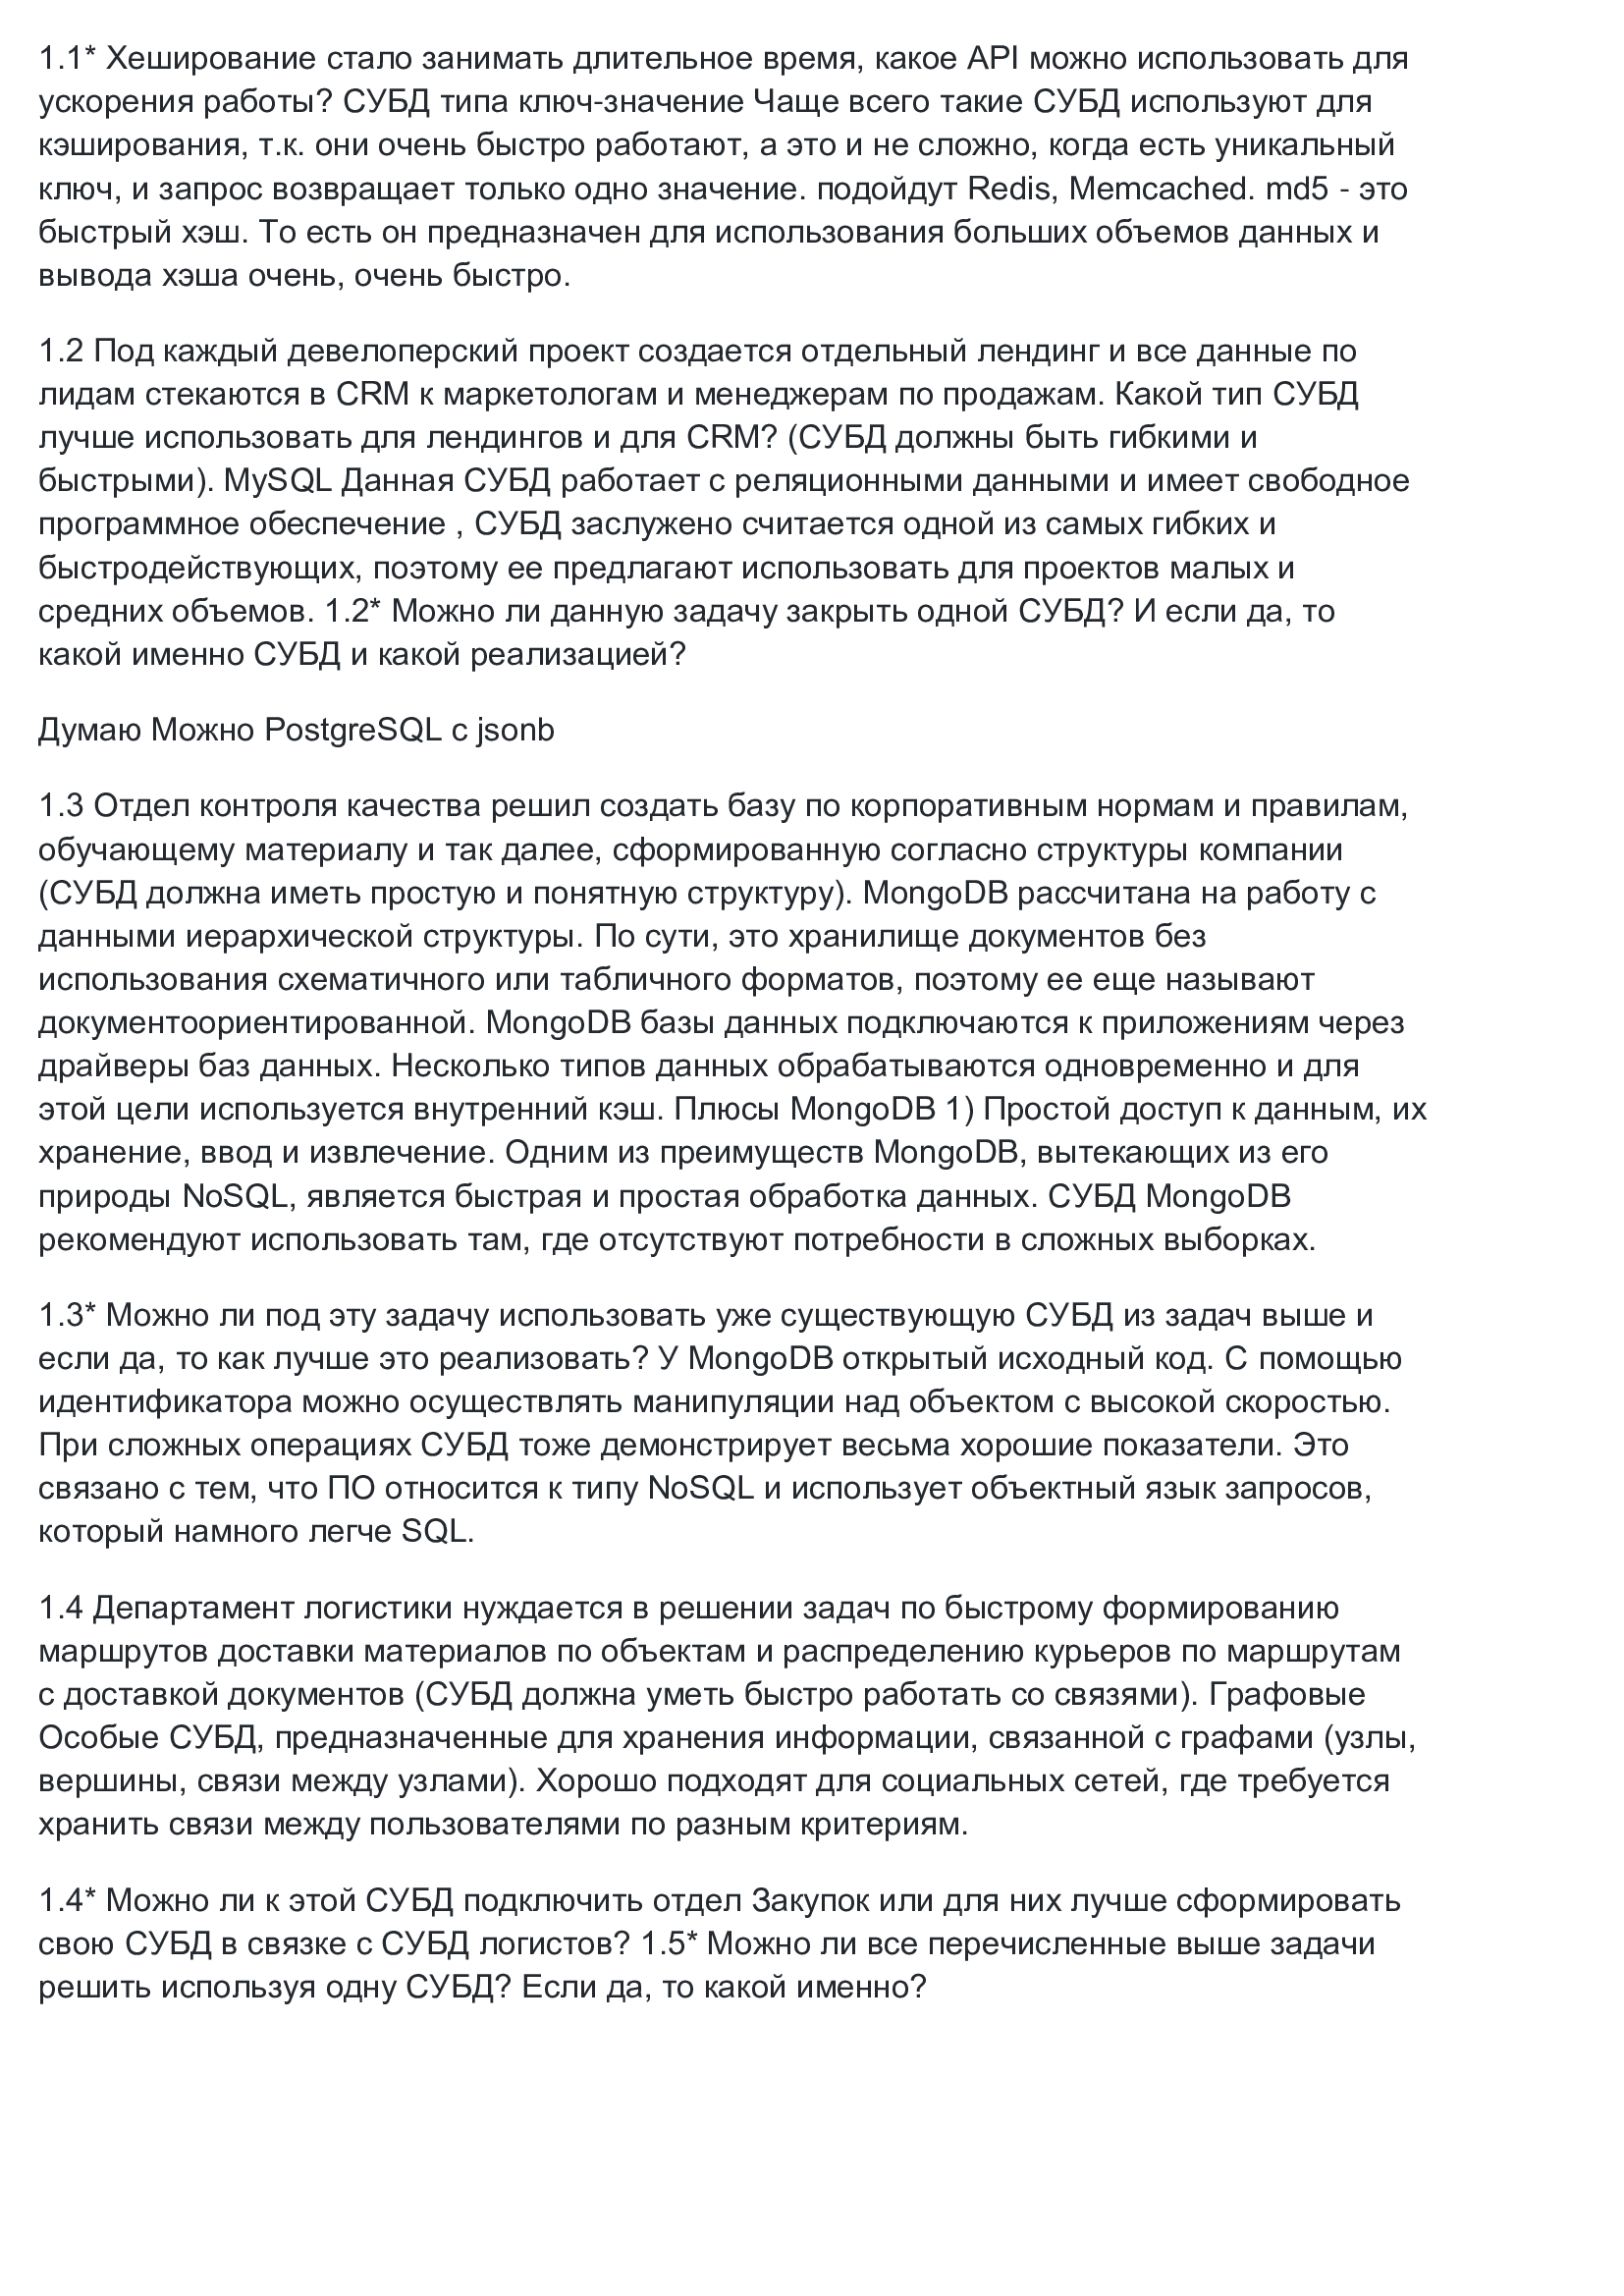 1.1* Хеширование стало занимать длительное время, какое API можно использовать для
ускорения работы? СУБД типа ключ-значение Чаще всего такие СУБД используют для
кэширования, т.к. они очень быстро работают, а это и не сложно, когда есть уникальный
ключ, и запрос возвращает только одно значение. подойдут Redis, Memcached. md5 - это
быстрый хэш. То есть он предназначен для использования больших объемов данных и
вывода хэша очень, очень быстро.
1.2 Под каждый девелоперский проект создается отдельный лендинг и все данные по
лидам стекаются в CRM к маркетологам и менеджерам по продажам. Какой тип СУБД
лучше использовать для лендингов и для CRM? (СУБД должны быть гибкими и
быстрыми). MySQL Данная СУБД работает с реляционными данными и имеет свободное
программное обеспечение , СУБД заслужено считается одной из самых гибких и
быстродействующих, поэтому ее предлагают использовать для проектов малых и
средних объемов. 1.2* Можно ли данную задачу закрыть одной СУБД? И если да, то
какой именно СУБД и какой реализацией?
Думаю Можно PostgreSQL с jsonb
1.3 Отдел контроля качества решил создать базу по корпоративным нормам и правилам,
обучающему материалу и так далее, сформированную согласно структуры компании
(СУБД должна иметь простую и понятную структуру). MongoDB рассчитана на работу с
данными иерархической структуры. По сути, это хранилище документов без
использования схематичного или табличного форматов, поэтому ее еще называют
документоориентированной. MongoDB базы данных подключаются к приложениям через
драйверы баз данных. Несколько типов данных обрабатываются одновременно и для
этой цели используется внутренний кэш. Плюсы MongoDB 1) Простой доступ к данным, их
хранение, ввод и извлечение. Одним из преимуществ MongoDB, вытекающих из его
природы NoSQL, является быстрая и простая обработка данных. СУБД MongoDB
рекомендуют использовать там, где отсутствуют потребности в сложных выборках.
1.3* Можно ли под эту задачу использовать уже существующую СУБД из задач выше и
если да, то как лучше это реализовать? У MongoDB открытый исходный код. С помощью
идентификатора можно осуществлять манипуляции над объектом с высокой скоростью.
При сложных операциях СУБД тоже демонстрирует весьма хорошие показатели. Это
связано с тем, что ПО относится к типу NoSQL и использует объектный язык запросов,
который намного легче SQL.
1.4 Департамент логистики нуждается в решении задач по быстрому формированию
маршрутов доставки материалов по объектам и распределению курьеров по маршрутам
с доставкой документов (СУБД должна уметь быстро работать со связями). Графовые
Особые СУБД, предназначенные для хранения информации, связанной с графами (узлы,
вершины, связи между узлами). Хорошо подходят для социальных сетей, где требуется
хранить связи между пользователями по разным критериям.
1.4* Можно ли к этой СУБД подключить отдел Закупок или для них лучше сформировать
свою СУБД в связке с СУБД логистов? 1.5* Можно ли все перечисленные выше задачи
решить используя одну СУБД? Если да, то какой именно?